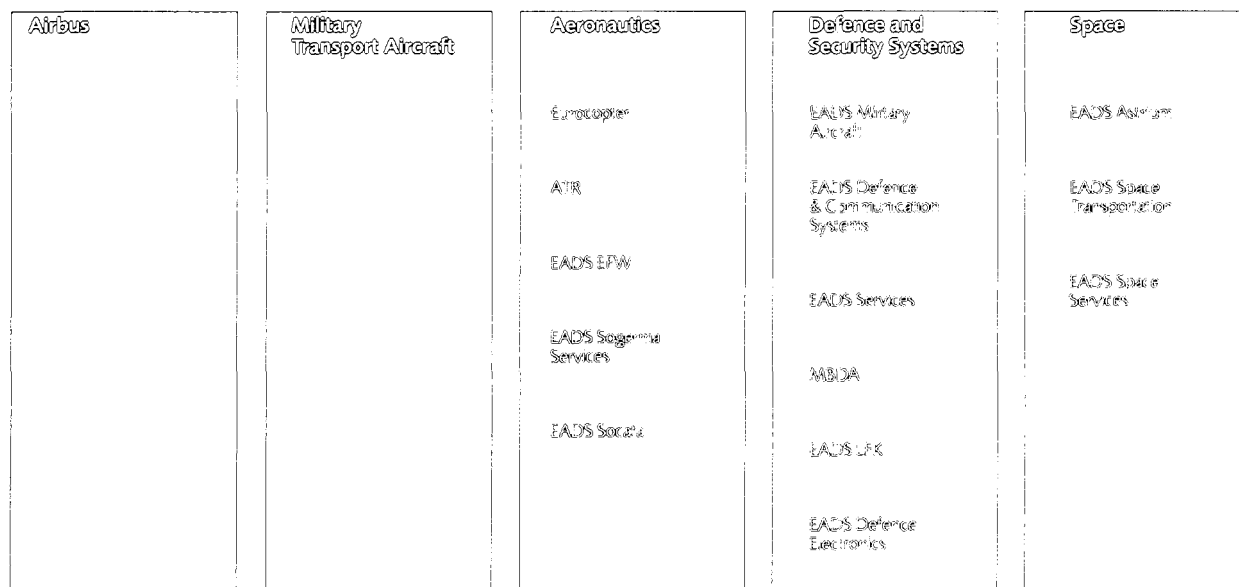 Airbus
Military
Transport Aircraft
Aeronautics
Eurocopter
ATR
EADS EFW
EADS Sogerma
Services
EADS Socata
Defence and
Security Systems
EADS Military
Aircraft
EADS Defence
& Communication
Systems
EADS Services
MBDA
EADS LFK
EADS Defence
Electronics
Space
EADS Astrium
EADS Space
Transportation
EADS Space
Services